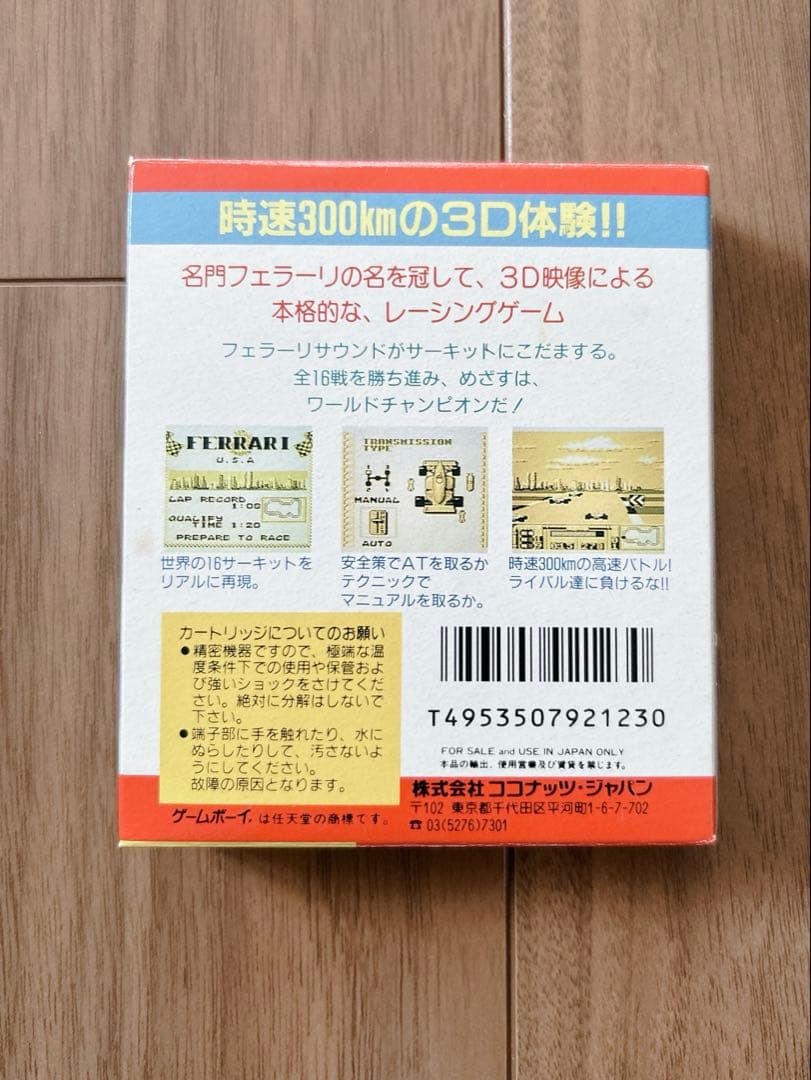 時速300kmの3D体験!!
名門フェラーリの名を冠して、3D映像による
本格的な、レーシングゲーム
フェラーリサウンドがサーキットにこだまする。
全16戦を勝ち進み、めざすは、
ワールドチャンピオンだ!
FERRARI
U.S.A
LAP RECORD
1:08
QUALIFY
TIME 1:20
PREPARE TO RACE
TRANSMISSION
TYPE
MANUAL
AUTO
世界の16サーキットを
リアルに再現。
安全策でATを取るか
テクニックで
マニュアルを取るか。
時速300kmの高速バトル!
ライバル達に負けるな!!
カートリッジについてのお願い
●精密機器ですので、極端な温
度条件下での使用や保管およ
び強いショックをさけてくだ
さい。絶対に分解はしないで
下さい。
●端子部に手を触れたり、水に
ぬらしたりして、汚さないよ
うにしてください。
故障の原因となります。
ゲームボーイ、は任天堂の商標です。
T4953507921230
FOR SALE and USE IN JAPAN ONLY
本品の輸出、使用営業及び賃貸を禁じます。
株式会社 ココナッツ・ジャパン
〒102 東京都千代田区平河町1-6-7-702
☎ 03(5276)7301